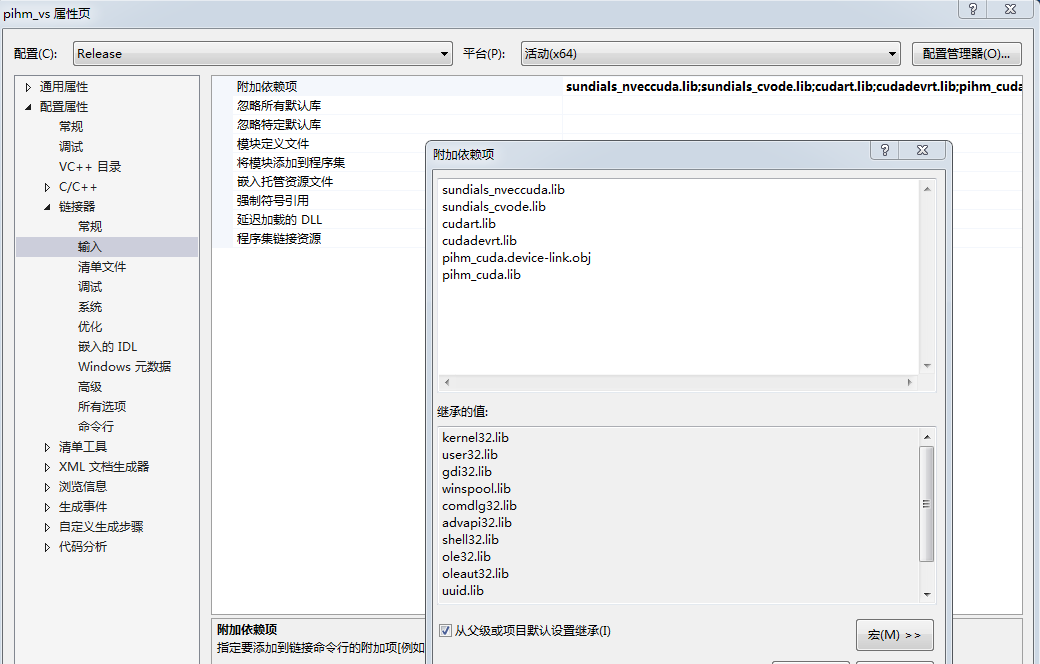 pihm_vs 属性页
配置(C): Release 平台(P): 活动(x64) 配置管理器(O)...
通用属性
配置属性
常规
调试
VC++ 目录
C/C++
链接器
常规
输入
清单文件
调试
系统
优化
嵌入的 IDL
Windows 元数据
高级
所有选项
命令行
清单工具
XML 文档生成器
浏览信息
生成事件
自定义生成步骤
代码分析
附加依赖项 sundials_nveccuda.lib;sundials_cvode.lib;cudart.lib;cudadevrt.lib;pihm_cuda
忽略所有默认库
忽略特定默认库
模块定义文件
将模块添加到程序集
嵌入托管资源文件
强制符号引用
延迟加载的 DLL
程序集链接资源
附加依赖项
指定要添加到链接命令行的附加项[例如
附加依赖项
sundials_nveccuda.lib
sundials_cvode.lib
cudart.lib
cudadevrt.lib
pihm_cuda.device-link.obj
pihm_cuda.lib
继承的值:
kernel32.lib
user32.lib
gdi32.lib
winspool.lib
comdlg32.lib
advapi32.lib
shell32.lib
ole32.lib
oleaut32.lib
uuid.lib
从父级或项目默认设置继承(I)
宏(M) >>